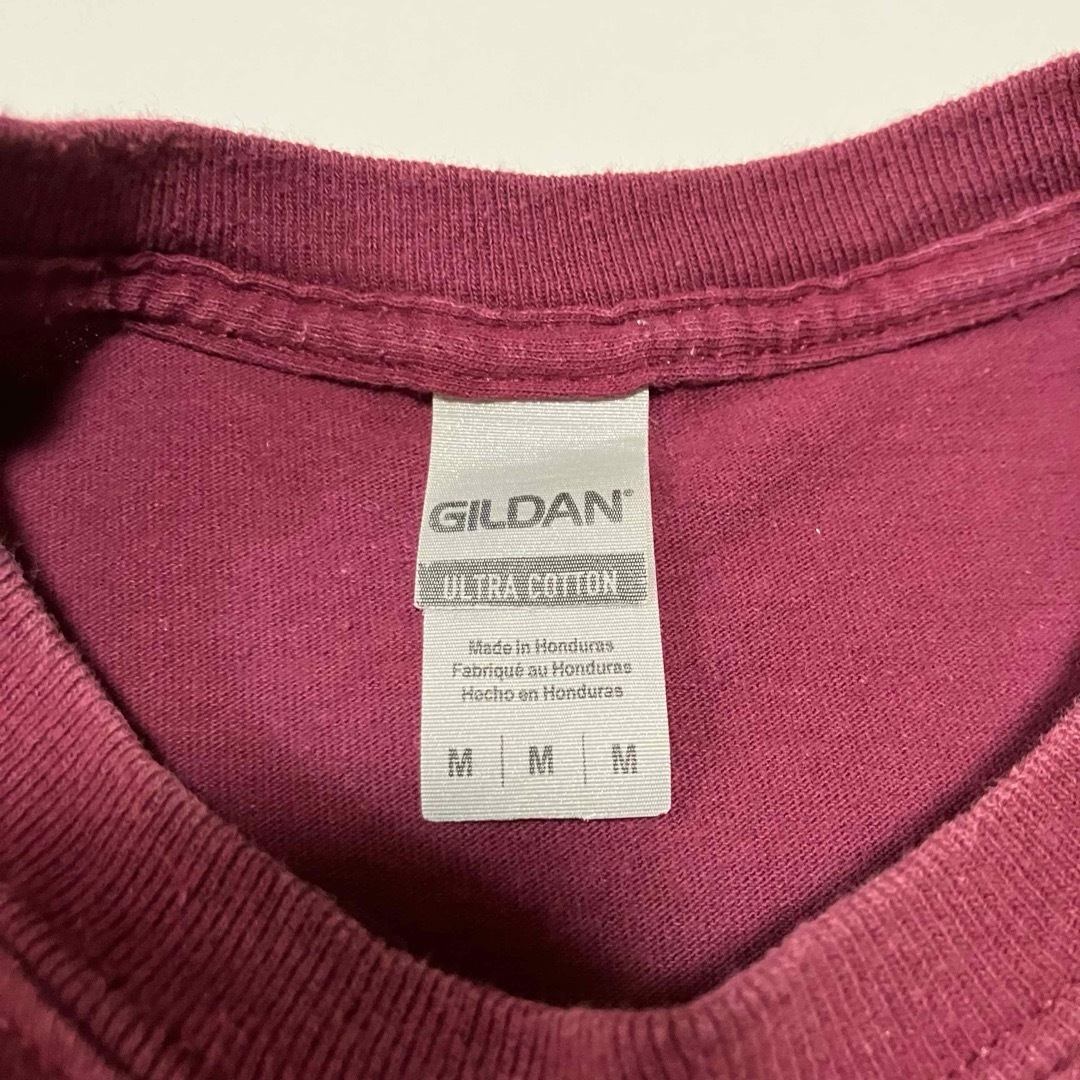 GILDAN®
ULTRA COTTON
Made in Honduras
Fabriqué au Honduras
Hecho en Honduras
M | M | M